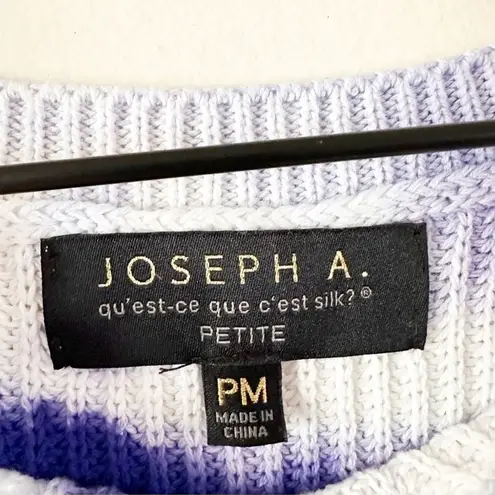 JOSEPH A.
qu'est-ce que c'est silk?®
PETITE
PM
MADE IN
CHINA